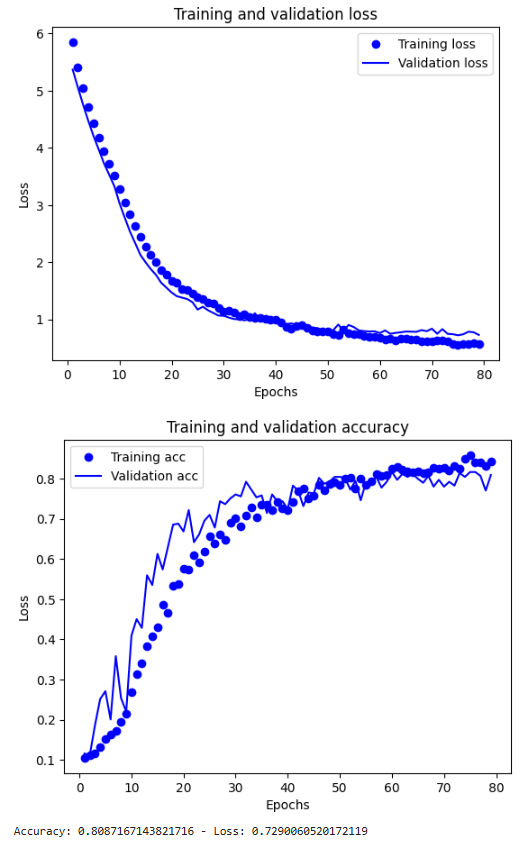 Training and validation loss
6
5
4
3
2
1
Loss
Training loss
Validation loss
0 10 20 30 40 50 60 70 80
Epochs
Training and validation accuracy
0.8
0.7
0.6
0.5
0.4
0.3
0.2
0.1
Loss
Training acc
Validation acc
0 10 20 30 40 50 60 70 80
Epochs
Accuracy: 0.8087167143821716 - Loss: 0.7290060520172119